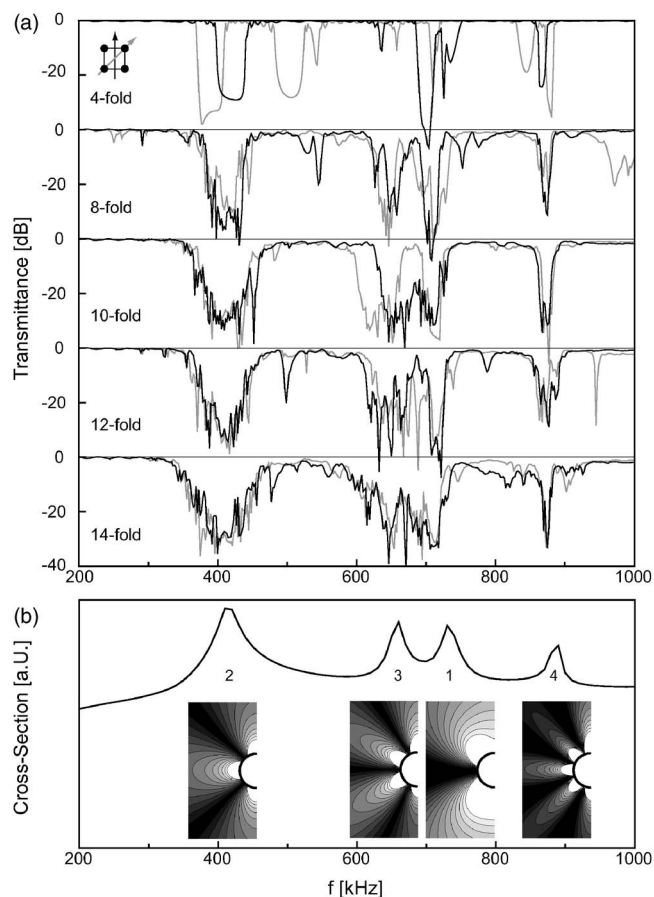 (a)
0
-20
4-fold
0
-20
8-fold
0
-20
10-fold
0
-20
12-fold
0
-20
14-fold
-40
Transmittance [dB]
200 400 600 800 1000
(b)
2 3 1 4
Cross-Section [a.U.]
200 400 600 800 1000
f [kHz]